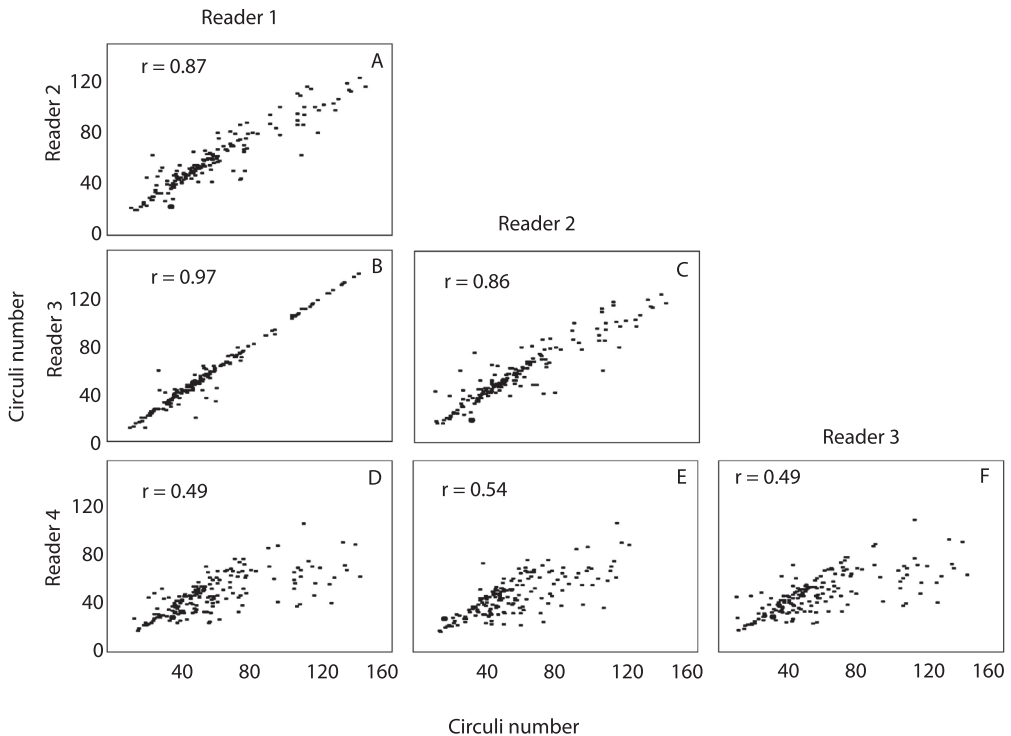 Reader 1
A
r = 0.87
Reader 2
120
80
40
0
Reader 2
B
r = 0.97
C
r = 0.86
Circuli number
Reader 3
120
80
40
0
Reader 3
D
r = 0.49
E
r = 0.54
F
r = 0.49
Reader 4
120
80
40
0
40 80 120 160 40 80 120 160 40 80 120 160
Circuli number